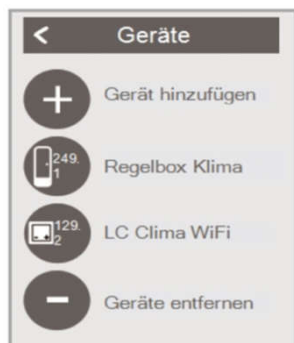 < Geräte
+ Gerät hinzufügen
249.
1
Regelbox Klima
129.
2
LC Clima WiFi
- Geräte entfernen